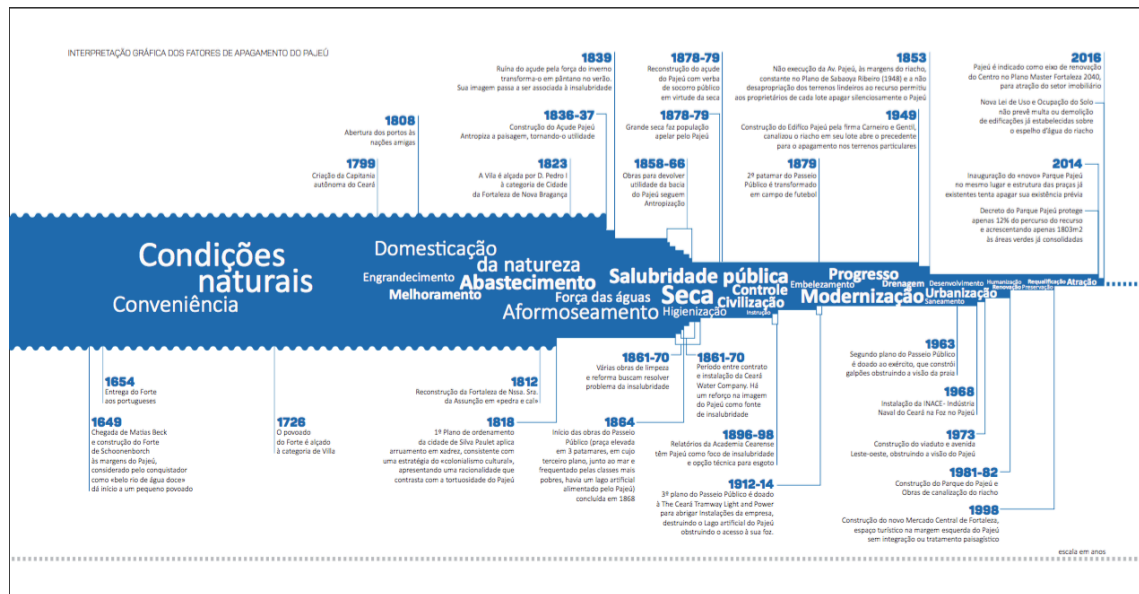 INTERPRETAÇÃO GRÁFICA DOS FATORES DE APAGAMENTO DO PAJEÚ
1799
Criação da Capitania
autônoma do Ceará
1808
Abertura dos portos às
nações amigas
1839
Ruína do açude pela força do inverno
transforma-o em pântano no verão.
Sua imagem passa a ser associada à insalubridade
1836-37
Construção do Açude Pajeú
Antropiza a paisagem, tornando-o utilidade
1823
A Vila é alçada por D. Pedro I
à categoria de Cidade
da Fortaleza de Nova Bragança
1878-79
Reconstrução do açude
do Pajeú com verba
de socorro público
em virtude da seca
1878-79
Grande seca faz população
apelar pelo Pajeú
1858-66
Obras para devolver
utilidade da bacia
do Pajeú seguem
Antropização
1853
Não execução da Av. Pajeú, às margens do riacho,
constante no Plano de Sabaoya Ribeiro (1948) e a não
desapropriação dos terrenos lindeiros ao recurso permitiu
aos proprietários de cada lote apagar silenciosamente o Pajeú
1949
Construção do Edifíco Pajeú pela firma Carneiro e Gentil,
canalizou o riacho em seu lote abre o precedente
para o apagamento nos terrenos particulares
1879
2º patamar do Passeio
Público é transformado
em campo de futebol
2016
Pajeú é indicado como eixo de renovação
do Centro no Plano Master Fortaleza 2040,
para atração do setor imobiliário
Nova Lei de Uso e Ocupação do Solo
não prevê multa ou demolição
de edificações já estabelecidas sobre
o espelho d'água do riacho
2014
Inauguração do «novo» Parque Pajeú
no mesmo lugar e estrutura das praças já
existentes tenta apagar sua existência prévia
Decreto do Parque Pajeú protege
apenas 12% do percurso do recurso
e acrescentando apenas 1803m2
às áreas verdes já consolidadas
Condições
naturais
Conveniência
Domesticação
da natureza
Engrandecimento
Abastecimento
Melhoramento
Força das águas
Aformoseamento
Salubridade pública
Seca
Higienização
Controle
Civilização
Instrução
Embelezamento
Progresso
Modernização
Drenagem
Desenvolvimento
Urbanização
Saneamento
Humanização
Renovação
Requalificação
Preservação
Atração
1654
Entrega do Forte
aos portugueses
1649
Chegada de Matias Beck
e construção do Forte
de Schoonenborch
às margens do Pajeú,
considerado pelo conquistador
como «belo rio de água doce»
dá início a um pequeno povoado
1726
O povoado
do Forte é alçado
à categoria de Villa
1812
Reconstrução da Fortaleza de Nssa. Sra.
da Assunção em «pedra e cal»
1818
1º Plano de ordenamento
da cidade de Silva Paulet aplica
arruamento em xadrez, consistente com
uma estratégia do «colonialismo cultural»,
apresentando uma racionalidade que
contrasta com a tortuosidade do Pajeú
1861-70
Várias obras de limpeza
e reforma buscam resolver
problema da insalubridade
1864
Início das obras do Passeio
Público (praça elevada
em 3 patamares, em cujo
terceiro plano, junto ao mar e
frequentado pelas classes mais
pobres, havia um lago artificial
alimentado pelo Pajeú)
concluída em 1868
1861-70
Período entre contrato
e instalação da Ceará
Water Company. Há
um reforço na imagem
do Pajeú como fonte
de insalubridade
1896-98
Relatórios da Academia Cearense
têm Pajeú como foco de insalubridade
e opção técnica para esgoto
1912-14
3º plano do Passeio Público é doado
à The Ceará Tramway Light and Power
para abrigar Instalações da empresa,
destruindo o Lago artificial do Pajeú
obstruindo o acesso à sua foz.
1963
Segundo plano do Passeio Público
é doado ao exército, que constrói
galpões obstruindo a visão da praia
1968
Instalação da INACE- Indústria
Naval do Ceará na Foz no Pajeú
1973
Construção do viaduto e avenida
Leste-oeste, obstruindo a visão do Pajeú
1981-82
Construção do Parque do Pajeú e
Obras de canalização do riacho
1998
Construção do novo Mercado Central de Fortaleza,
espaço turístico na margem esquerda do Pajeú
sem integração ou tratamento paisagístico
escala em anos